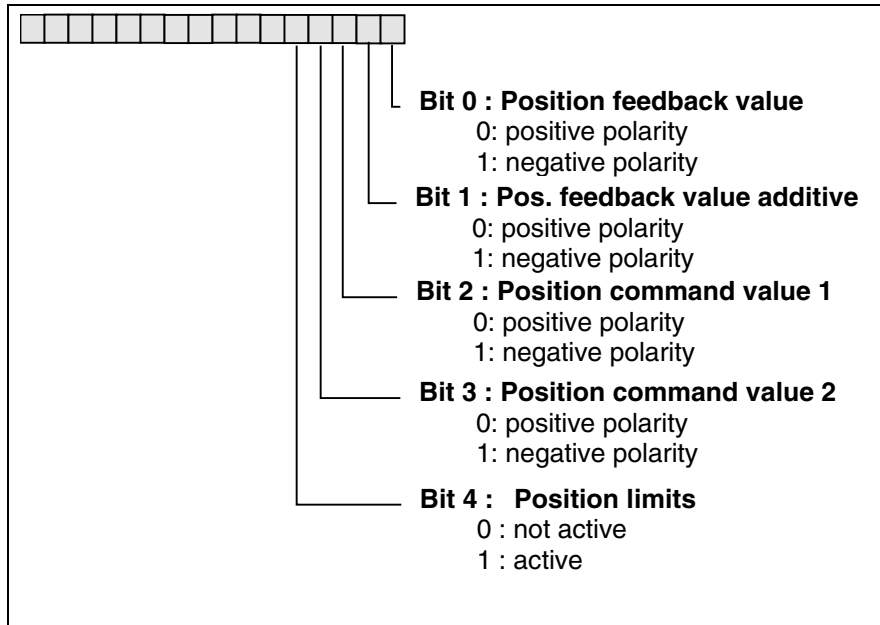 Bit 0 : Position feedback value
0: positive polarity
1: negative polarity
Bit 1 : Pos. feedback value additive
0: positive polarity
1: negative polarity
Bit 2 : Position command value 1
0: positive polarity
1: negative polarity
Bit 3 : Position command value 2
0: positive polarity
1: negative polarity
Bit 4 : Position limits
0 : not active
1 : active